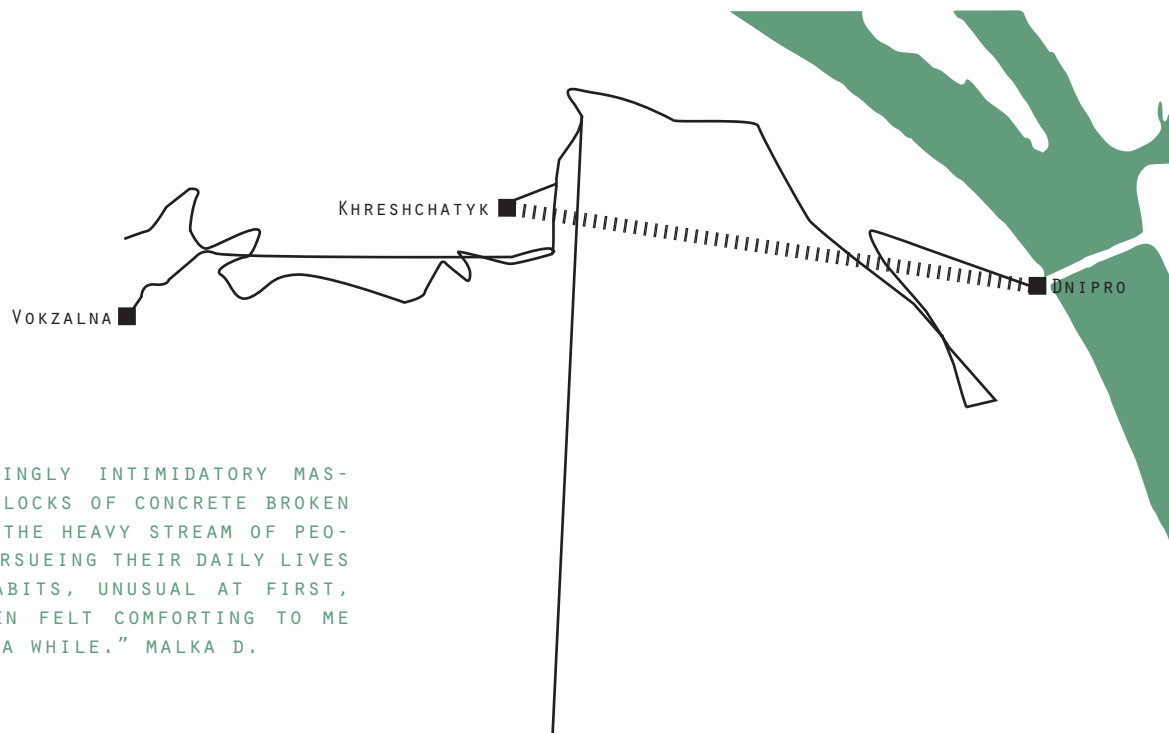 Khreshchatyk
Dnipro
Vokzalna
INGLY INTIMIDATORY MAS-
LOCKS OF CONCRETE BROKEN
THE HEAVY STREAM OF PEO-
RSUEING THEIR DAILY LIVES
ABITS, UNUSUAL AT FIRST,
EN FELT COMFORTING TO ME
A WHILE.” MALKA D.